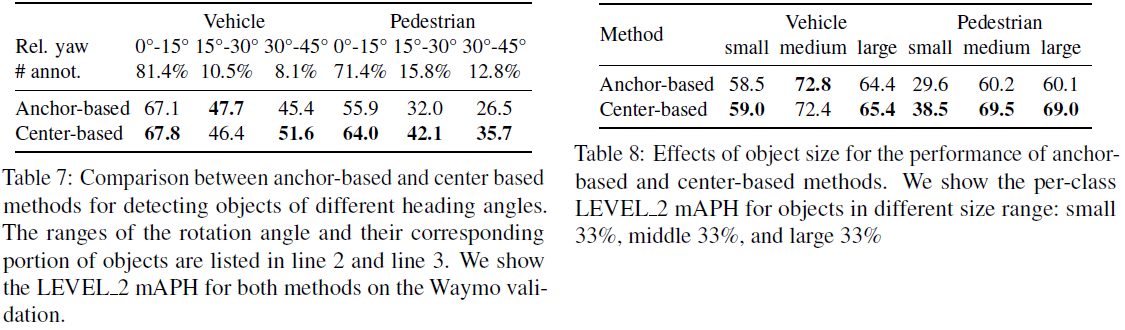 Vehicle Pedestrian
Rel. yaw 0°-15° 15°-30° 30°-45° 0°-15° 15°-30° 30°-45°
# annot. 81.4% 10.5% 8.1% 71.4% 15.8% 12.8%
Anchor-based 67.1 47.7 45.4 55.9 32.0 26.5
Center-based 67.8 46.4 51.6 64.0 42.1 35.7
Table 7: Comparison between anchor-based and center based
methods for detecting objects of different heading angles.
The ranges of the rotation angle and their corresponding
portion of objects are listed in line 2 and line 3. We show
the LEVEL_2 mAPH for both methods on the Waymo vali-
dation.
Method Vehicle Pedestrian
small medium large small medium large
Anchor-based 58.5 72.8 64.4 29.6 60.2 60.1
Center-based 59.0 72.4 65.4 38.5 69.5 69.0
Table 8: Effects of object size for the performance of anchor-
based and center-based methods. We show the per-class
LEVEL_2 mAPH for objects in different size range: small
33%, middle 33%, and large 33%